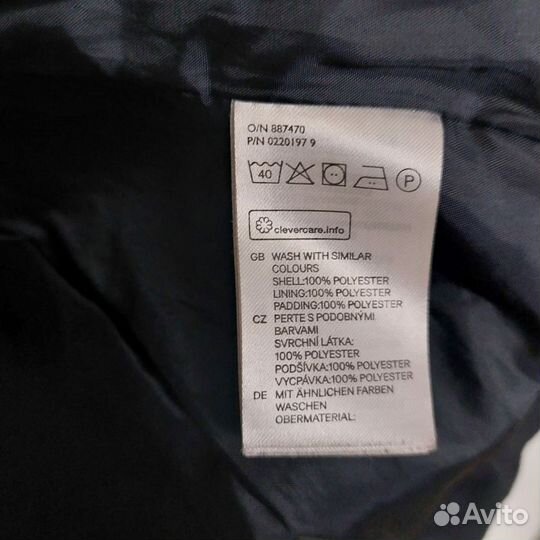 O/N 887470
P/N 0220197 9
40 P
clevercare.info
GB WASH WITH SIMILAR
COLOURS
SHELL:100% POLYESTER
LINING:100% POLYESTER
PADDING:100% POLYESTER
CZ PERTE S PODOBNÝMI
BARVAMI
SVRCHNÍ LÁTKA:
100% POLYESTER
PODŠÍVKA:100% POLYESTER
VYCPÁVKA:100% POLYESTER
DE MIT ÄHNLICHEN FARBEN
WASCHEN
OBERMATERIAL:
Avito